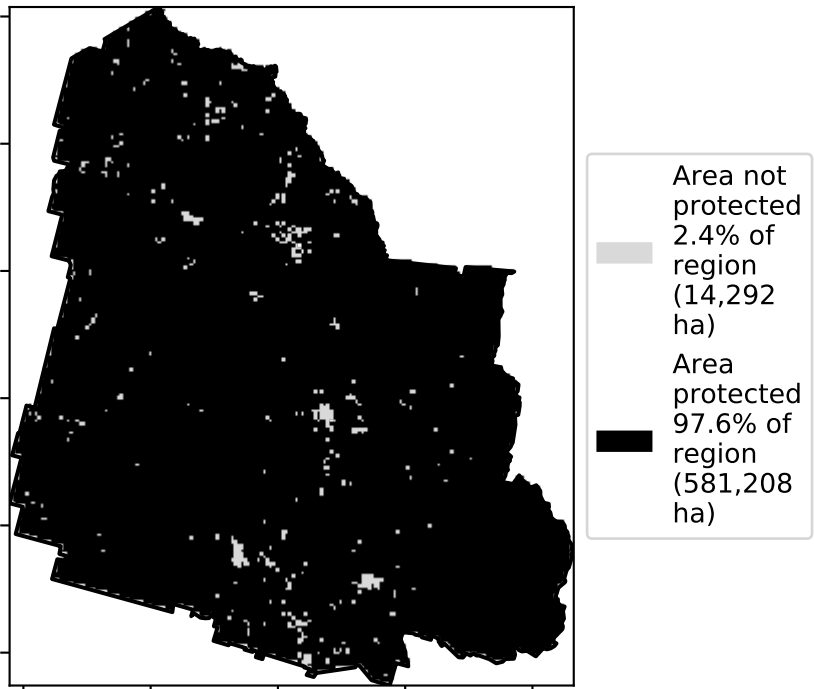 Area not
protected
2.4% of
region
(14,292
ha)
Area
protected
97.6% of
region
(581,208
ha)